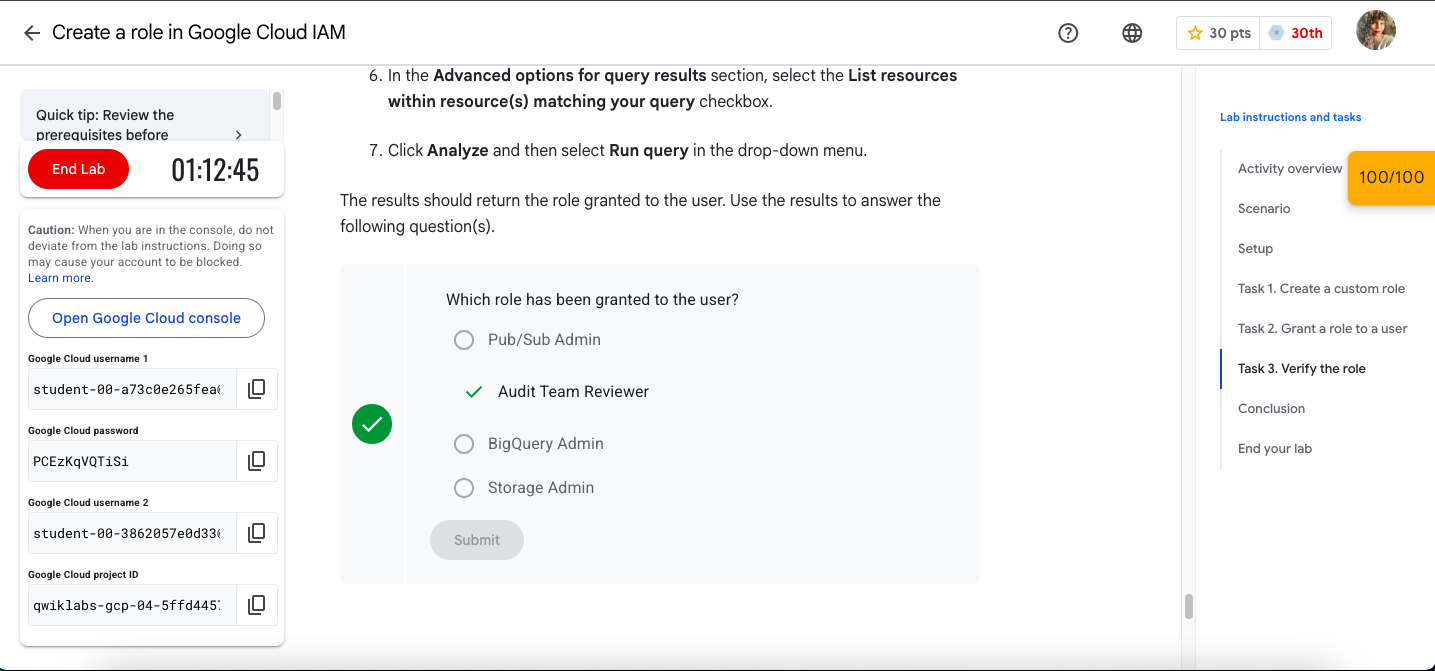 Create a role in Google Cloud IAM
30 pts
30th
Quick tip: Review the
prerequisites before
End Lab
01:12:45
Caution: When you are in the console, do not
deviate from the lab instructions. Doing so
may cause your account to be blocked.
Learn more.
Open Google Cloud console
Google Cloud username 1
student-00-a73c0e265fea
Google Cloud password
PCEzKqVQTiSi
Google Cloud username 2
student-00-3862057e0d33
Google Cloud project ID
qwiklabs-gcp-04-5ffd445
6. In the Advanced options for query results section, select the List resources
within resource(s) matching your query checkbox.
7. Click Analyze and then select Run query in the drop-down menu.
The results should return the role granted to the user. Use the results to answer the
following question(s).
Which role has been granted to the user?
Pub/Sub Admin
Audit Team Reviewer
BigQuery Admin
Storage Admin
Submit
Lab instructions and tasks
Activity overview
100/100
Scenario
Setup
Task 1. Create a custom role
Task 2. Grant a role to a user
Task 3. Verify the role
Conclusion
End your lab